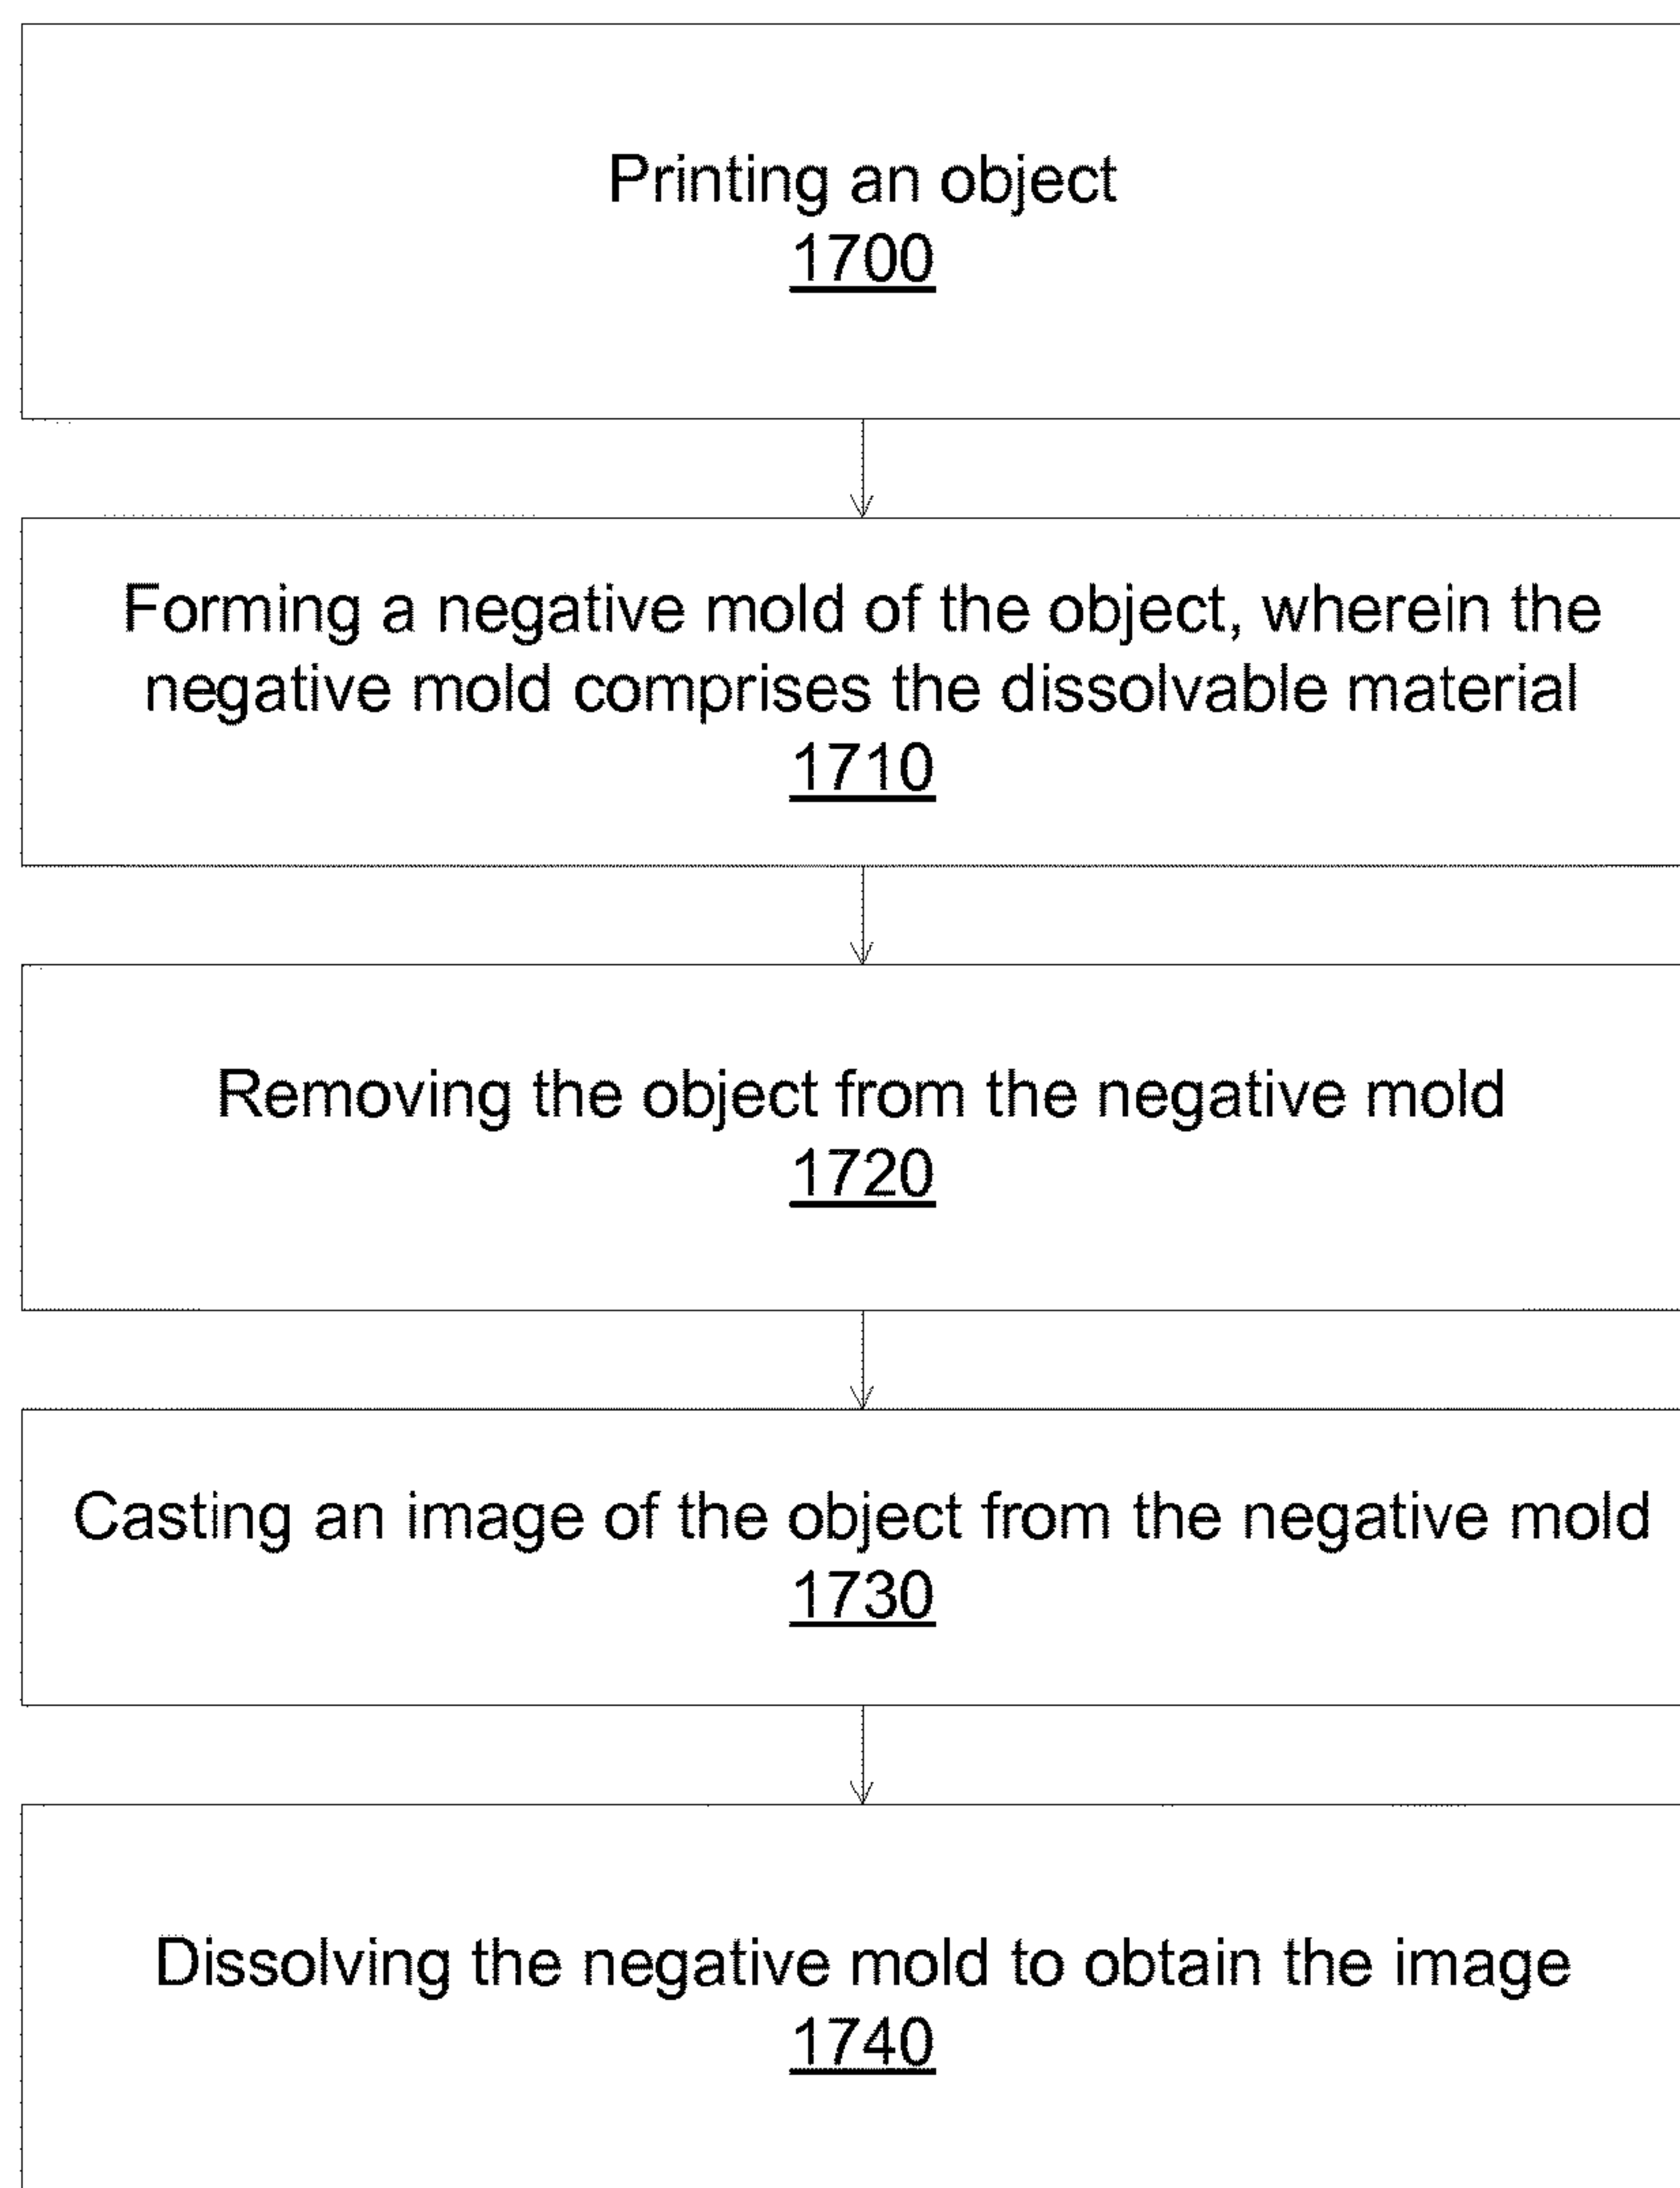 Printing an object
1700
Forming a negative mold of the object, wherein the
negative mold comprises the dissolvable material
1710
Removing the object from the negative mold
1720
Casting an image of the object from the negative mold
1730
Dissolving the negative mold to obtain the image
1740